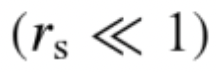 (rₛ ≪ 1)